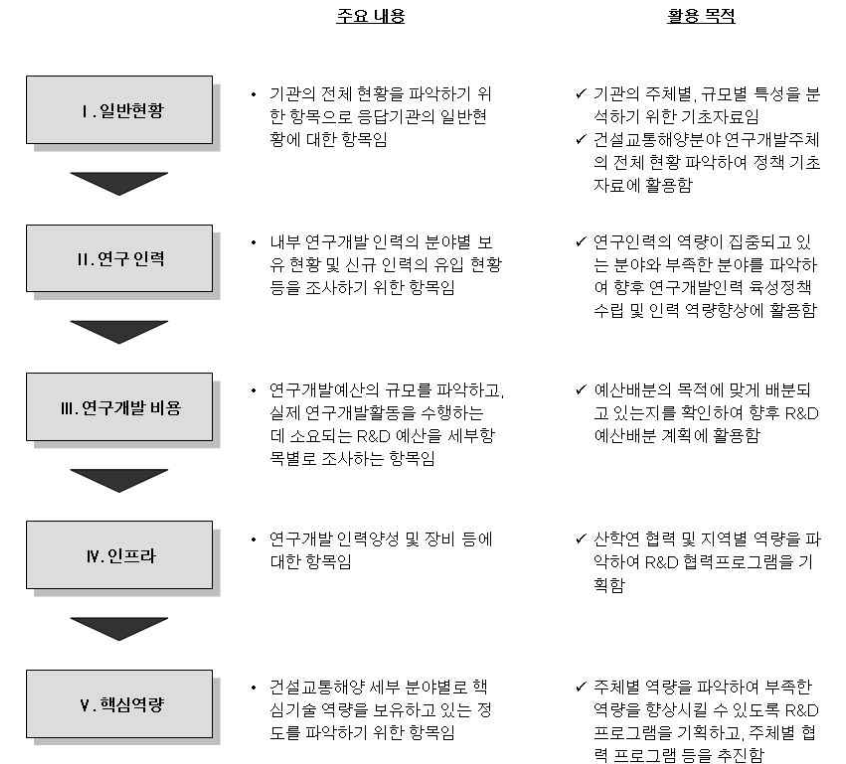 주요 내용
활용 목적
Ⅰ.일반현황
• 기관의 전체 현황을 파악하기 위
한 항목으로 응답기관의 일반현
황에 대한 항목임
✓ 기관의 주체별, 규모별 특성을 분
석하기 위한 기초자료임
✓ 건설교통해양분야 연구개발주체
의 전체 현황 파악하여 정책 기초
자료에 활용함
Ⅱ.연구 인력
• 내부 연구개발 인력의 분야별 보
유 현황 및 신규 인력의 유입 현황
등을 조사하기 위한 항목임
✓ 연구인력의 역량이 집중되고 있
는 분야와 부족한 분야를 파악하
여 향후 연구개발인력 육성정책
수립 및 인력 역량향상에 활용함
Ⅲ.연구개발 비용
• 연구개발예산의 규모를 파악하고,
실제 연구개발활동을 수행하는
데 소요되는 R&D 예산을 세부항
목별로 조사하는 항목임
✓ 예산배분의 목적에 맞게 배분되
고 있는지를 확인하여 향후 R&D
예산배분 계획에 활용함
Ⅳ.인프라
• 연구개발 인력양성 및 장비 등에
대한 항목임
✓ 산학연 협력 및 지역별 역량을 파
악하여 R&D 협력프로그램을 기
획함
Ⅴ.핵심역량
• 건설교통해양 세부 분야별로 핵
심기술 역량을 보유하고 있는 정
도를 파악하기 위한 항목임
✓ 주체별 역량을 파악하여 부족한
역량을 향상시킬 수 있도록 R&D
프로그램을 기획하고, 주체별 협
력 프로그램 등을 추진함